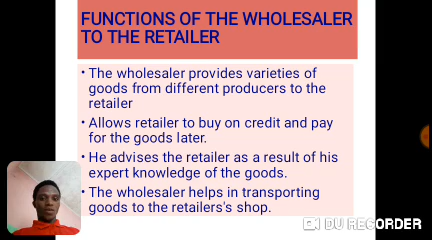 FUNCTIONS OF THE WHOLESALER
TO THE RETAILER
• The wholesaler provides varieties of
goods from different producers to the
retailer
• Allows retailer to buy on credit and pay
for the goods later.
• He advises the retailer as a result of his
expert knowledge of the goods.
• The wholesaler helps in transporting
goods to the retailers's shop.
DU RECORDER